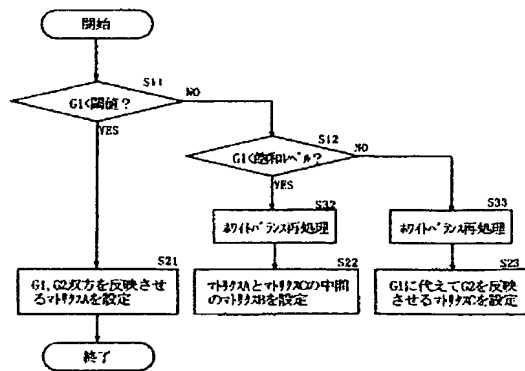 開始
S11
G1<閾値?
NO
YES
S12
G1<飽和レベル?
NO
YES
S32
ホワイトバランス再処理
S33
ホワイトバランス再処理
S21
G1,G2双方を反映させ
るマトリクスAを設定
S22
マトリクスAとマトリクスCの中間
のマトリクスBを設定
S23
G1に代えてG2を反映
させるマトリクスCを設定
終了